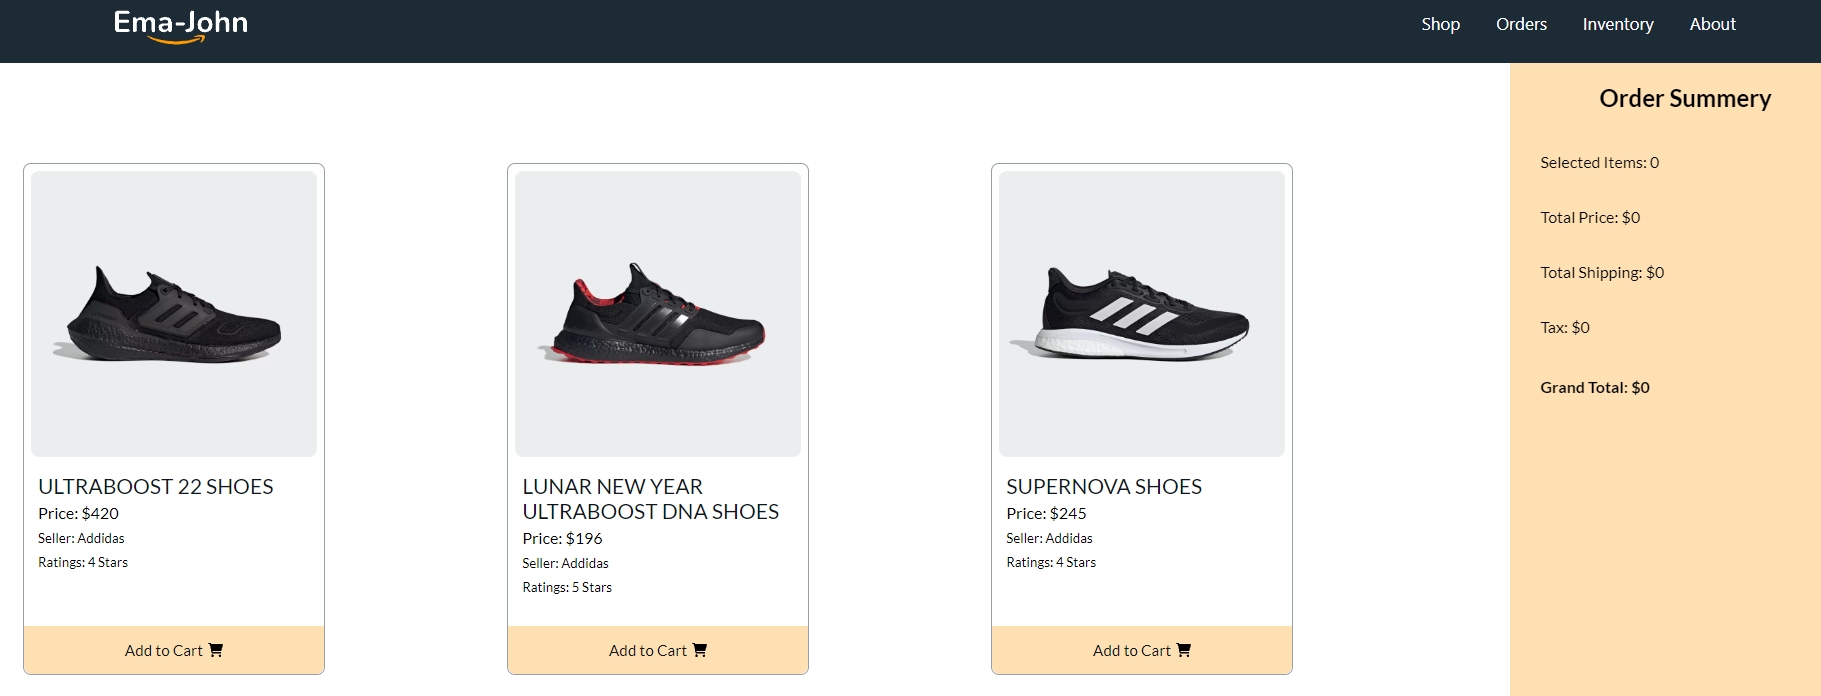 Ema-John
Shop
Orders
Inventory
About
ULTRABOOST 22 SHOES
Price: $420
Seller: Addidas
Ratings: 4 Stars
Add to Cart
LUNAR NEW YEAR
ULTRABOOST DNA SHOES
Price: $196
Seller: Addidas
Ratings: 5 Stars
Add to Cart
SUPERNOVA SHOES
Price: $245
Seller: Addidas
Ratings: 4 Stars
Add to Cart
Order Summery
Selected Items: 0
Total Price: $0
Total Shipping: $0
Tax: $0
Grand Total: $0